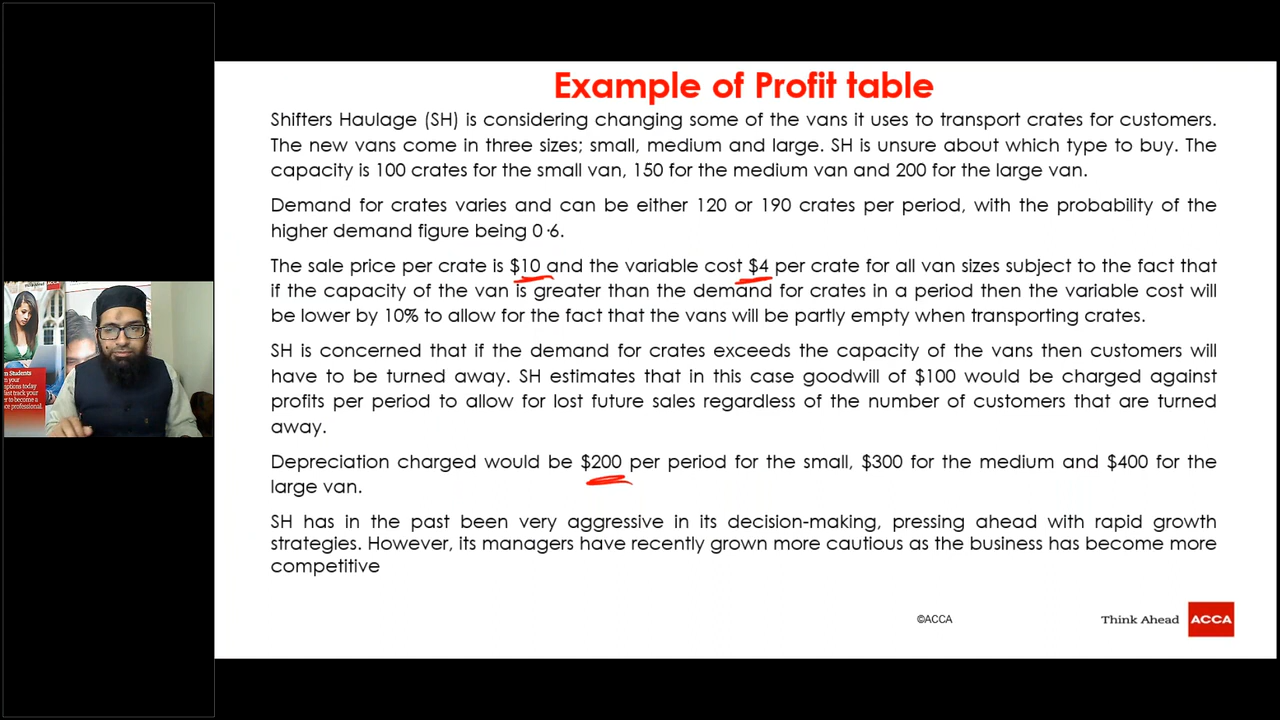 Example of Profit table
Shifters Haulage (SH) is considering changing some of the vans it uses to transport crates for customers.
The new vans come in three sizes; small, medium and large. SH is unsure about which type to buy. The
capacity is 100 crates for the small van, 150 for the medium van and 200 for the large van.
Demand for crates varies and can be either 120 or 190 crates per period, with the probability of the
higher demand figure being 0·6.
The sale price per crate is $10 and the variable cost $4 per crate for all van sizes subject to the fact that
if the capacity of the van is greater than the demand for crates in a period then the variable cost will
be lower by 10% to allow for the fact that the vans will be partly empty when transporting crates.
SH is concerned that if the demand for crates exceeds the capacity of the vans then customers will
have to be turned away. SH estimates that in this case goodwill of $100 would be charged against
profits per period to allow for lost future sales regardless of the number of customers that are turned
away.
Depreciation charged would be $200 per period for the small, $300 for the medium and $400 for the
large van.
SH has in the past been very aggressive in its decision-making, pressing ahead with rapid growth
strategies. However, its managers have recently grown more cautious as the business has become more
competitive
©ACCA
Think Ahead
ACCA